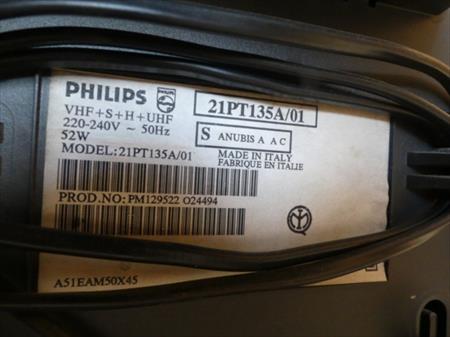 PHILIPS
21PT135A/01
VHF+S+H+UHF
220-240V ~ 50Hz
52W
S ANUBIS A AC
MODEL:21PT135A/01
MADE IN ITALY
FABRIQUE EN ITALIE
PROD.NO: PM129522 O24494
A51EAM50X45